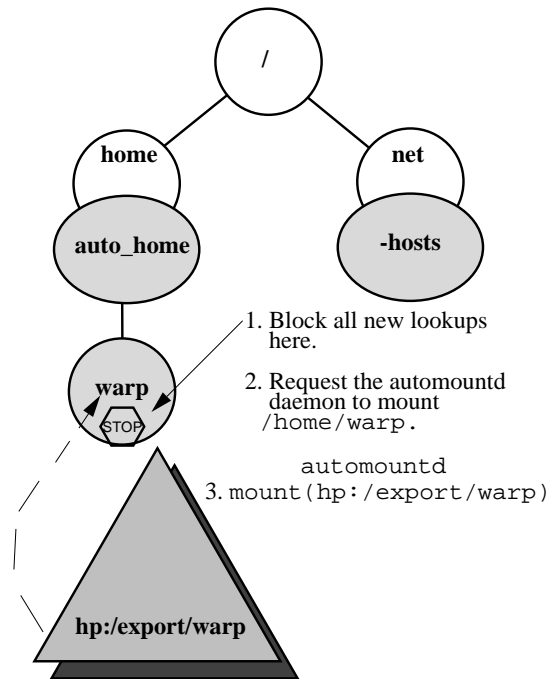 /
home
net
auto_home
-hosts
1. Block all new lookups
here.
warp
STOP
2. Request the automountd
daemon to mount
/home/warp.
automountd
3. mount(hp:/export/warp)
hp:/export/warp